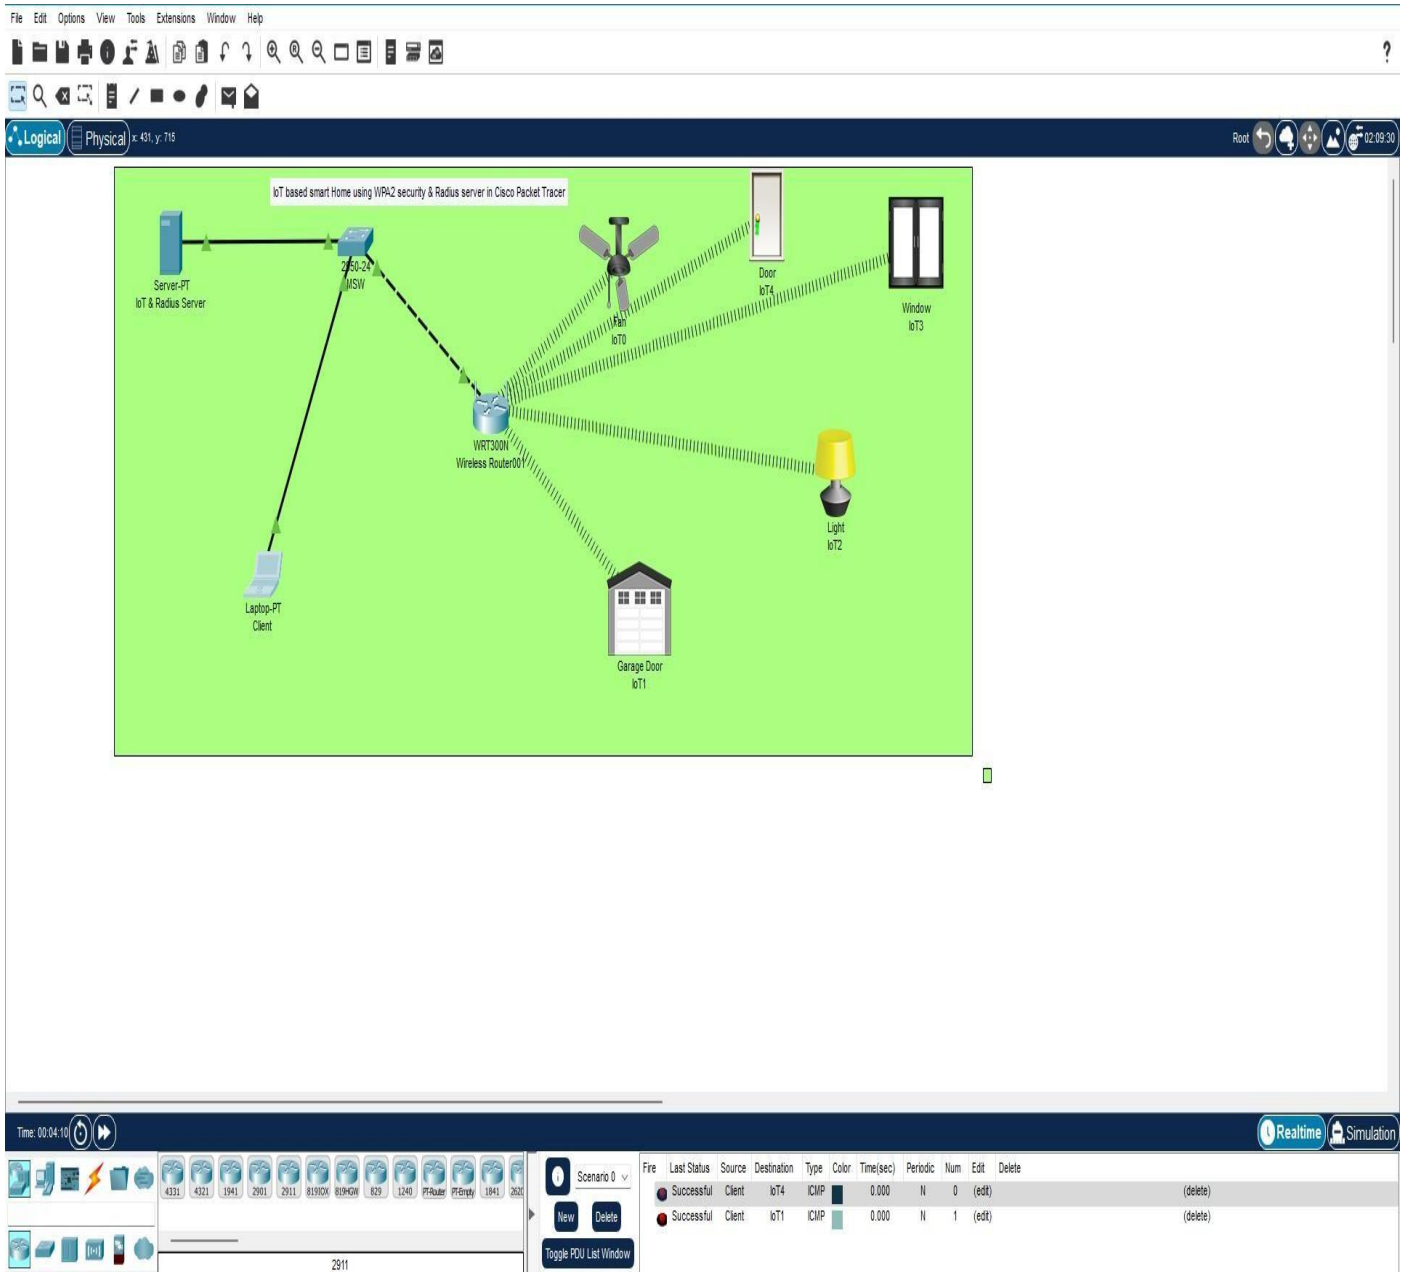 File Edit Options View Tools Extensions Window Help
?
Logical Physical x: 431, y: 715 Root 02:09:30
IoT based smart Home using WPA2 security & Radius server in Cisco Packet Tracer
Server-PT
IoT & Radius Server
2950-24
MSW
Fan
IoT0
Door
IoT4
Window
IoT3
WRT300N
Wireless Router001
Light
IoT2
Laptop-PT
Client
Garage Door
IoT1
Time: 00:04:10 Realtime Simulation
4331 4321 1941 2901 2911 819IOX 819HGW 829 1240 PT-Router PT-Empty 1841
2911
Scenario 0
New Delete
Toggle PDU List Window
Fire Last Status Source Destination Type Color Time(sec) Periodic Num Edit Delete
Successful Client IoT4 ICMP 0.000 N 0 (edit) (delete)
Successful Client IoT1 ICMP 0.000 N 1 (edit) (delete)